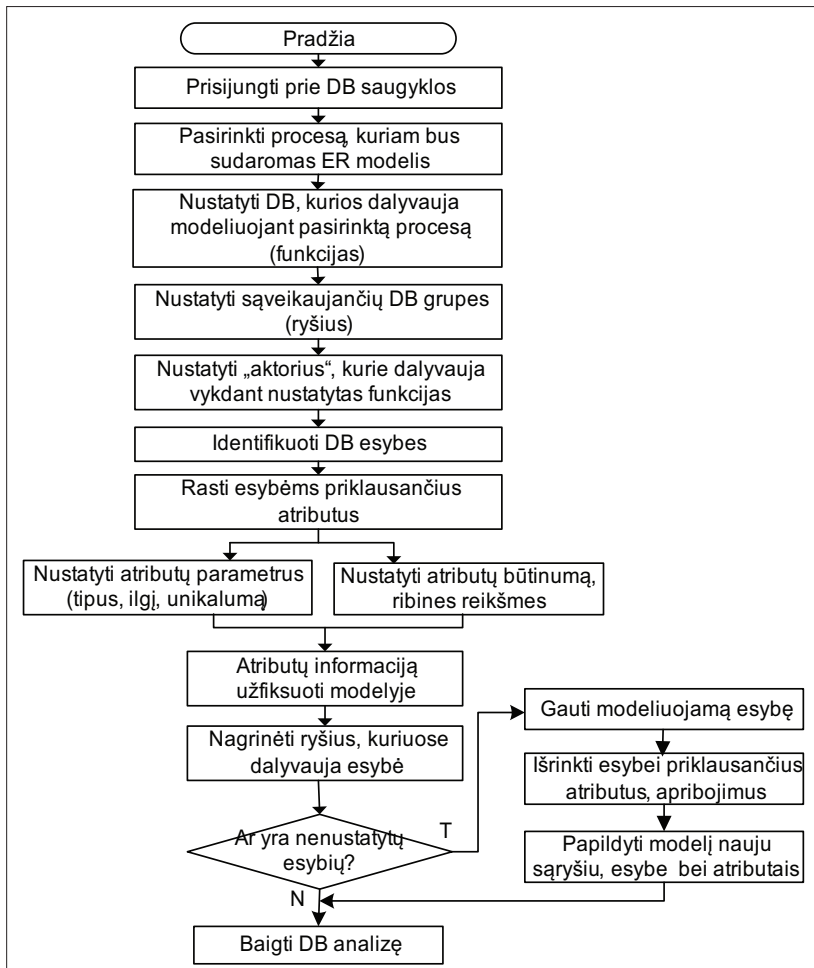 Pradžia
Prisijungti prie DB saugyklos
Pasirinkti procesą, kuriam bus
sudaromas ER modelis
Nustatyti DB, kurios dalyvauja
modeliuojant pasirinktą procesą
(funkcijas)
Nustatyti sąveikaujančių DB grupes
(ryšius)
Nustatyti „aktorius“, kurie dalyvauja
vykdant nustatytas funkcijas
Identifikuoti DB esybes
Rasti esybėms priklausančius
atributus
Nustatyti atributų parametrus
(tipus, ilgį, unikalumą)
Nustatyti atributų būtinumą,
ribines reikšmes
Atributų informaciją
užfiksuoti modelyje
Nagrinėti ryšius, kuriuose
dalyvauja esybė
Ar yra nenustatytų
esybių?
T
Gauti modeliuojamą esybę
Išrinkti esybei priklausančius
atributus, apribojimus
Papildyti modelį nauju
sąryšiu, esybe bei atributais
N
Baigti DB analizę